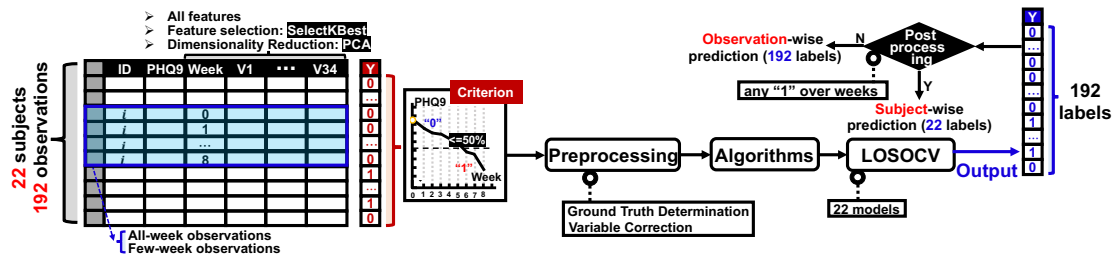 ➢ All features
➢ Feature selection: SelectKBest
➢ Dimensionality Reduction: PCA
ID PHQ9 Week V1 ... V34
Y
0
...
0
0
...
0
1
...
1
0
i 0
i 1
i ...
i 8
22 subjects
192 observations
All-week observations
Few-week observations
Criterion
PHQ9
"0"
<=50%
"1"
Week
0 1 2 3 4 5 6 7 8
Preprocessing
Ground Truth Determination
Variable Correction
Algorithms
LOSOCV
22 models
Output
Y
0
...
0
0
...
0
1
...
1
0
192
labels
Post
process
ing
N
Y
Observation-wise
prediction (192 labels)
any "1" over weeks
Subject-wise
prediction (22 labels)